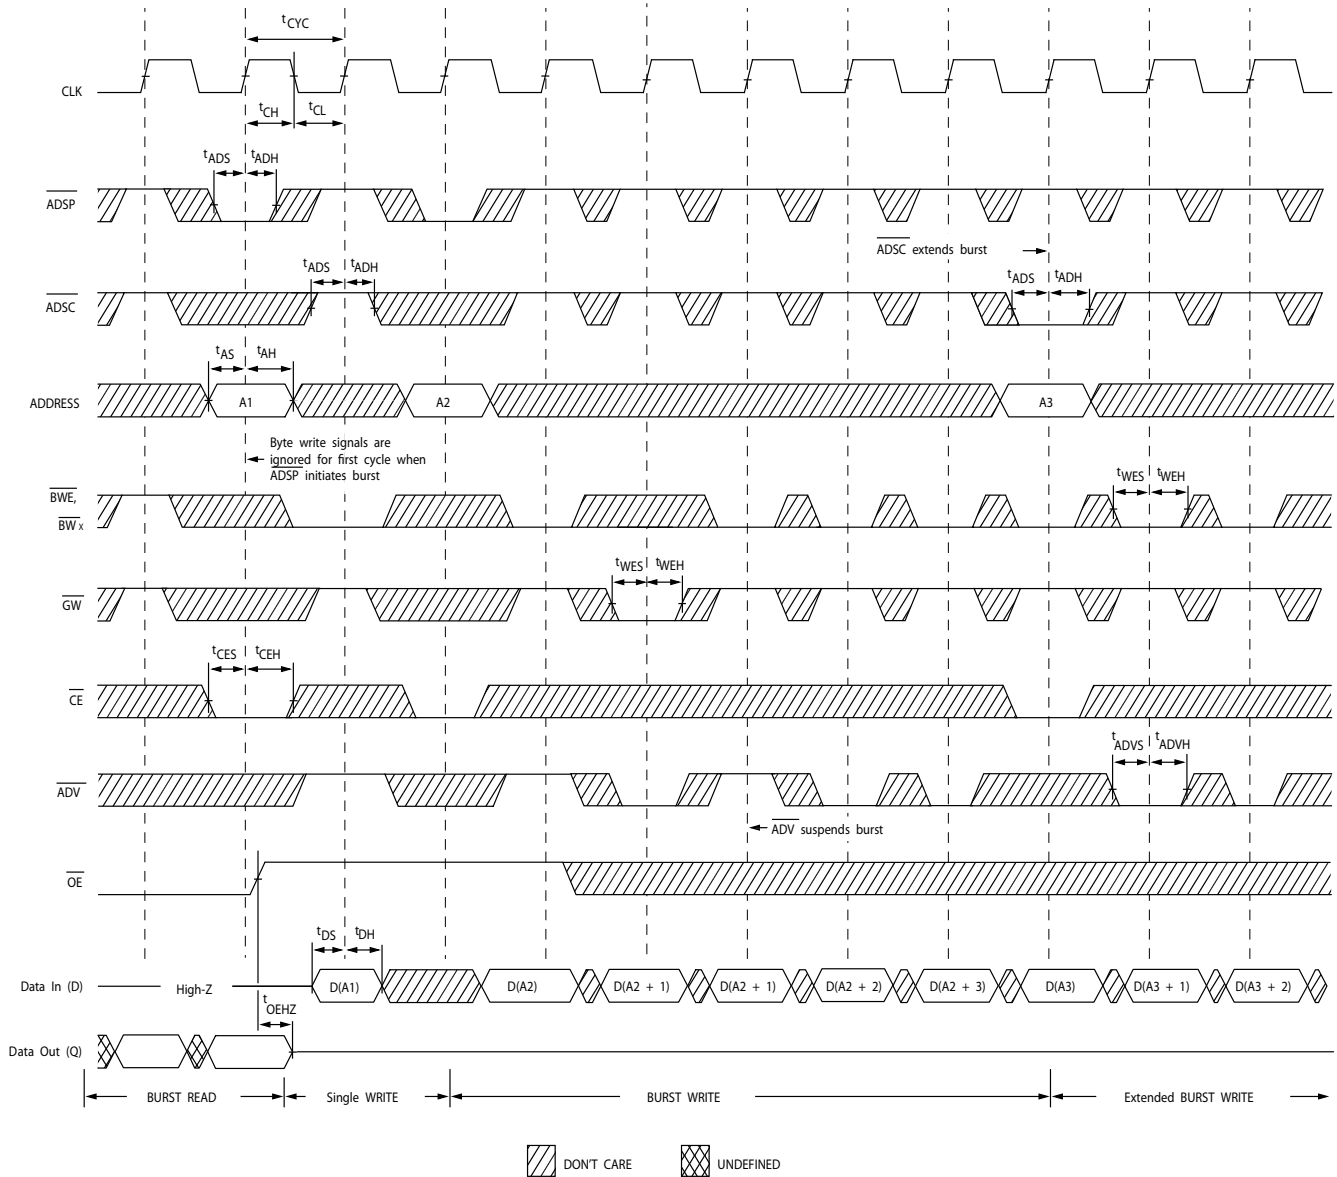 tCYC
CLK
tCH tCL
tADS tADH
ADSP
ADSC extends burst
tADS tADH tADS tADH
ADSC
tAS tAH
ADDRESS A1 A2 A3
Byte write signals are
ignored for first cycle when
ADSP initiates burst
tWES tWEH
BWE,
BW X
tWES tWEH
GW
tCES tCEH
CE
tADVS tADVH
ADV
ADV suspends burst
OE
tDS tDH
Data In (D) High-Z D(A1) D(A2) D(A2 + 1) D(A2 + 1) D(A2 + 2) D(A2 + 3) D(A3) D(A3 + 1) D(A3 + 2)
tOEHZ
Data Out (Q)
BURST READ Single WRITE BURST WRITE Extended BURST WRITE
DON'T CARE UNDEFINED